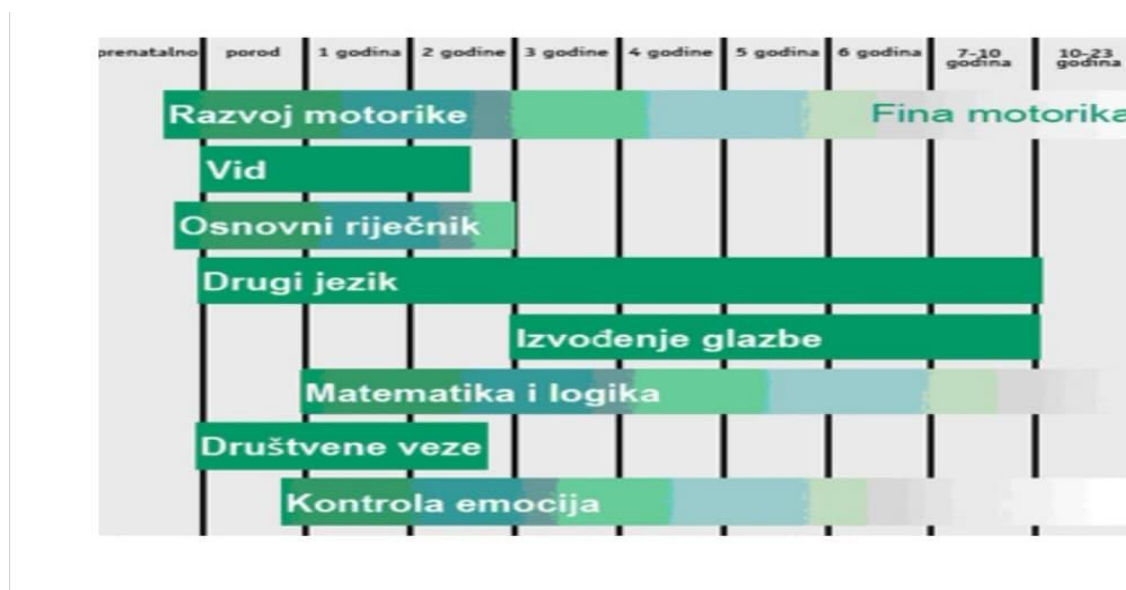 prenatalno porod 1 godina 2 godine 3 godine 4 godine 5 godina 6 godina 7-10 godina 10-23 godina
Razvoj motorike Fina motorika
Vid
Osnovni riječnik
Drugi jezik
Izvođenje glazbe
Matematika i logika
Društvene veze
Kontrola emocija